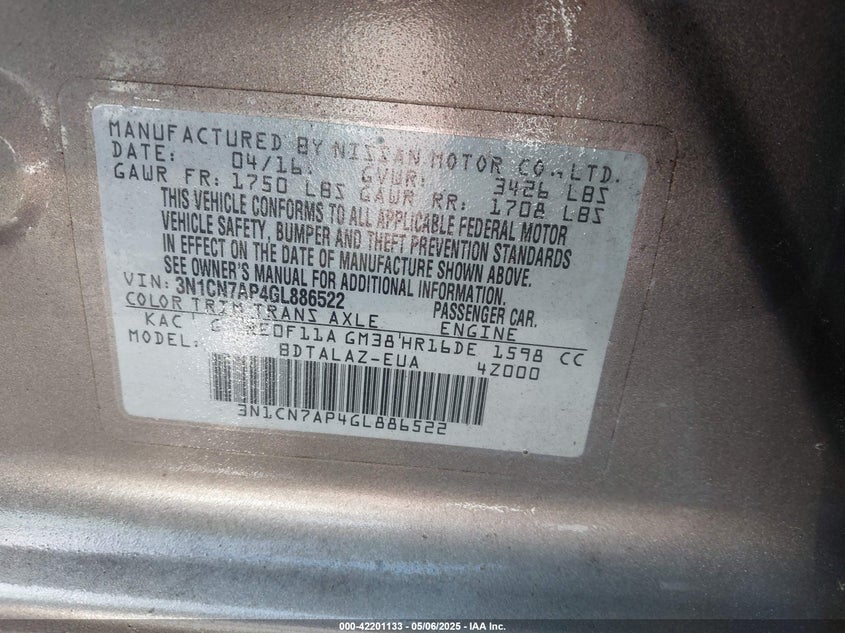 MANUFACTURED BY NISSAN MOTOR CO., LTD.
DATE: 04/16 GVWR: 3426 LBS
GAWR FR: 1750 LBS GAWR RR: 1708 LBS
THIS VEHICLE CONFORMS TO ALL APPLICABLE FEDERAL MOTOR
VEHICLE SAFETY, BUMPER AND THEFT PREVENTION STANDARDS
IN EFFECT ON THE DATE OF MANUFACTURE SHOWN ABOVE.
SEE OWNER'S MANUAL FOR ADDITIONAL INFORMATION.
VIN: 3N1CN7AP4GL886522 PASSENGER CAR.
COLOR TRIM TRANS AXLE ENGINE
KAC G RE0F11A GM38 HR16DE 1598 CC
MODEL: BDTALAZ-EUA 4Z000
3N1CN7AP4GL886522
000-42201133 — 05/06/2025 — IAA Inc.